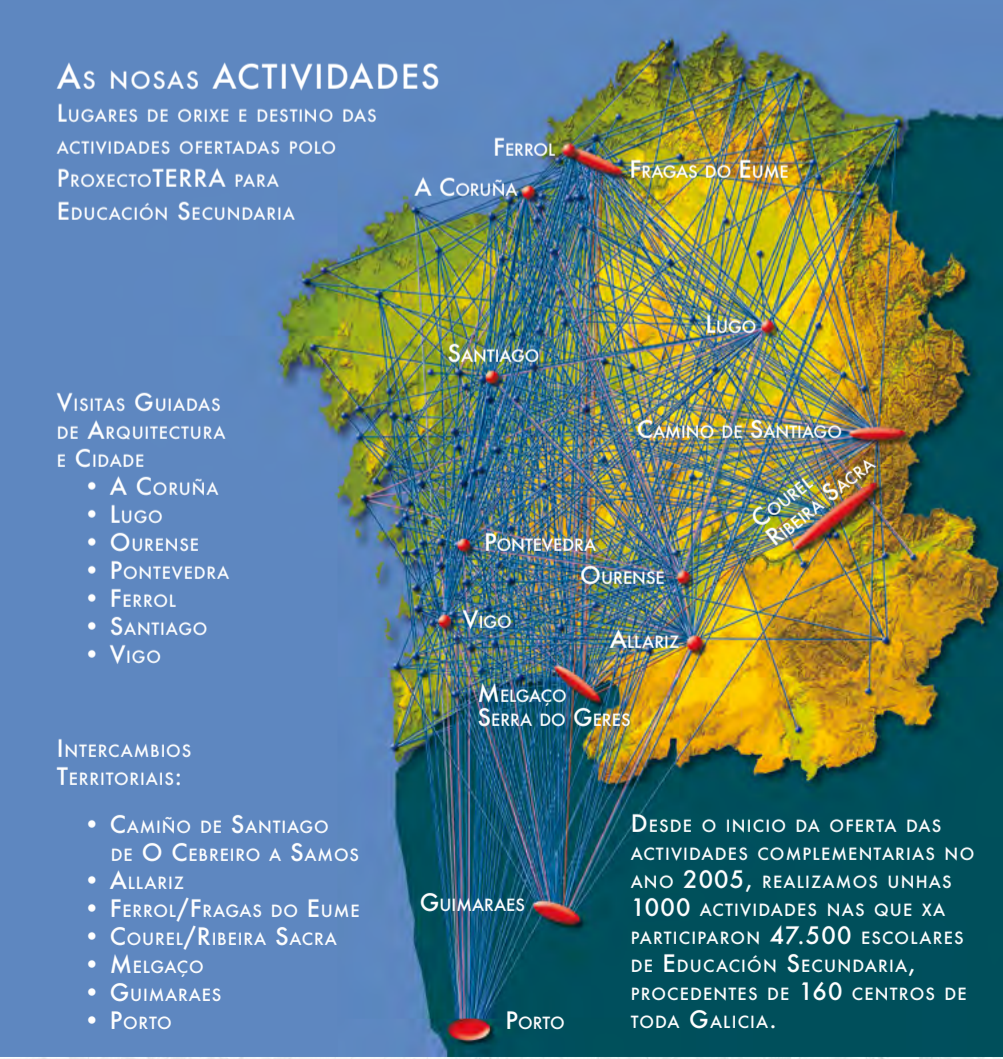 As nosas ACTIVIDADES
Lugares de orixe e destino das
actividades ofertadas polo
ProxectoTERRA para
Educación Secundaria
Ferrol
Fragas do Eume
A Coruña
Lugo
Santiago
Camino de Santiago
Courel
Ribeira Sacra
Pontevedra
Ourense
Vigo
Allariz
Melgaço
Serra do Geres
Guimaraes
Porto
Visitas Guiadas
de Arquitectura
e Cidade
• A Coruña
• Lugo
• Ourense
• Pontevedra
• Ferrol
• Santiago
• Vigo
Intercambios
Territoriais:
• Camiño de Santiago
de O Cebreiro a Samos
• Allariz
• Ferrol/Fragas do Eume
• Courel/Ribeira Sacra
• Melgaço
• Guimaraes
• Porto
Desde o inicio da oferta das
actividades complementarias no
ano 2005, realizamos unhas
1000 actividades nas que xa
participaron 47.500 escolares
de Educación Secundaria,
procedentes de 160 centros de
toda Galicia.